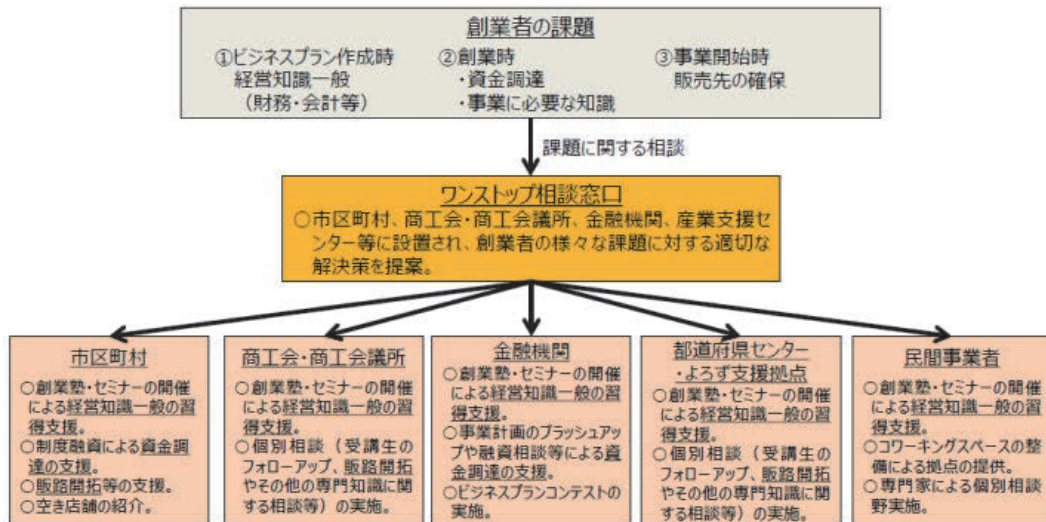 創業者の課題
①ビジネスプラン作成時
経営知識一般
(財務・会計等)
②創業時
・資金調達
・事業に必要な知識
③事業開始時
販売先の確保
課題に関する相談
ワンストップ相談窓口
○市区町村、商工会・商工会議所、金融機関、産業支援セ
ンター等に設置され、創業者の様々な課題に対する適切な
解決策を提案。
市区町村
○創業塾・セミナーの開催
による経営知識一般の習
得支援。
○制度融資による資金調
達の支援。
○販路開拓等の支援。
○空き店舗の紹介。
商工会・商工会議所
○創業塾・セミナーの開催
による経営知識一般の習
得支援。
○個別相談(受講生の
フォローアップ、販路開拓
やその他の専門知識に関
する相談等)の実施。
金融機関
○創業塾・セミナーの開催
による経営知識一般の習
得支援。
○事業計画のブラッシュアッ
プや融資相談等による資
金調達の支援。
○ビジネスプランコンテストの
実施。
都道府県センター
・よろず支援拠点
○創業塾・セミナーの開催
による経営知識一般の習
得支援。
○個別相談(受講生の
フォローアップ、販路開拓
やその他の専門知識に関
する相談等)の実施。
民間事業者
○創業塾・セミナーの開催
による経営知識一般の習
得支援。
○コワーキングスペースの整
備による拠点の提供。
○専門家による個別相談
野実施。